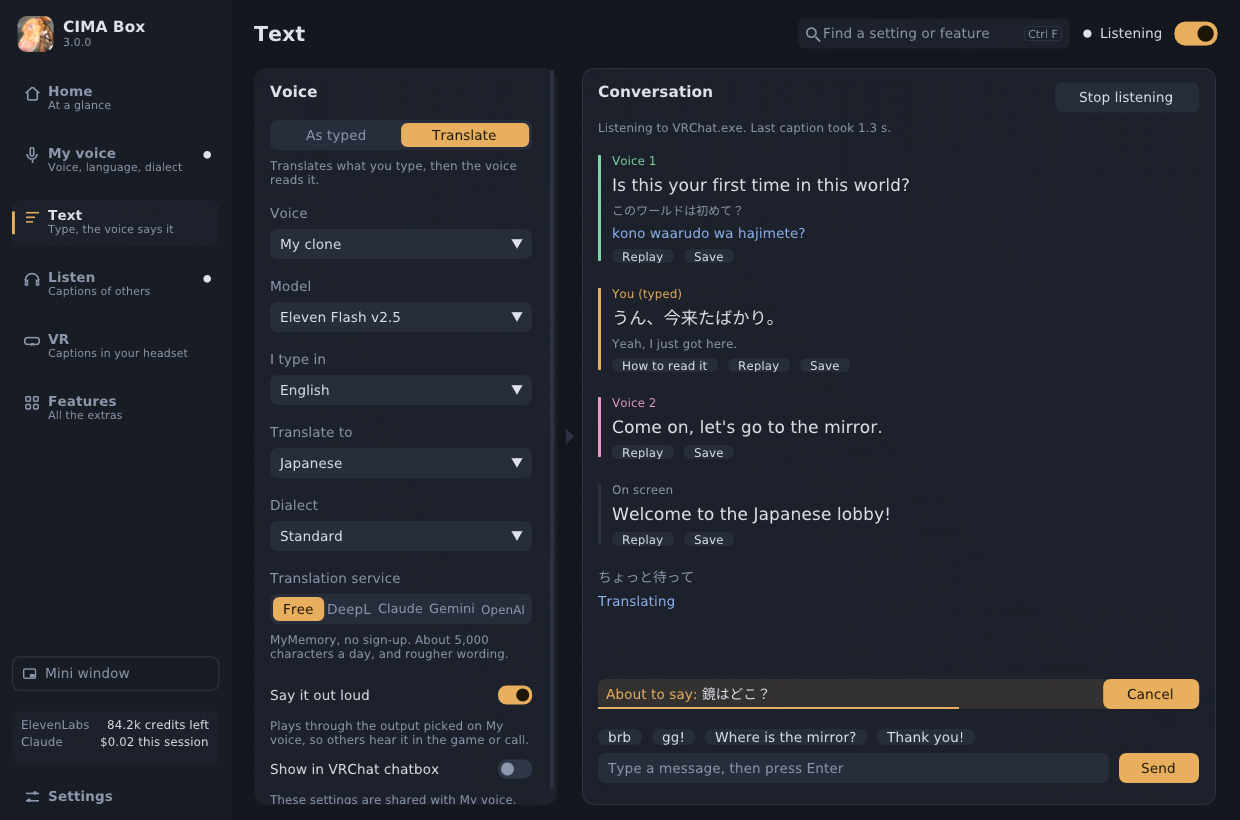 CIMA Box
3.0.0
Home
At a glance
My voice
Voice, language, dialect
Text
Type, the voice says it
Listen
Captions of others
VR
Captions in your headset
Features
All the extras
Mini window
ElevenLabs 84.2k credits left
Claude $0.02 this session
Settings
Text
Find a setting or feature Ctrl F
Listening
Voice
As typed Translate
Translates what you type, then the voice
reads it.
Voice
My clone
Model
Eleven Flash v2.5
I type in
English
Translate to
Japanese
Dialect
Standard
Translation service
Free DeepL Claude Gemini OpenAI
MyMemory, no sign-up. About 5,000
characters a day, and rougher wording.
Say it out loud
Plays through the output picked on My
voice, so others hear it in the game or call.
Show in VRChat chatbox
These settings are shared with My voice.
Conversation
Stop listening
Listening to VRChat.exe. Last caption took 1.3 s.
Voice 1
Is this your first time in this world?
このワールドは初めて？
kono waarudo wa hajimete?
Replay Save
You (typed)
うん、今来たばかり。
Yeah, I just got here.
How to read it Replay Save
Voice 2
Come on, let's go to the mirror.
Replay Save
On screen
Welcome to the Japanese lobby!
Replay Save
ちょっと待って
Translating
About to say: 鏡はどこ？
Cancel
brb gg! Where is the mirror? Thank you!
Type a message, then press Enter
Send